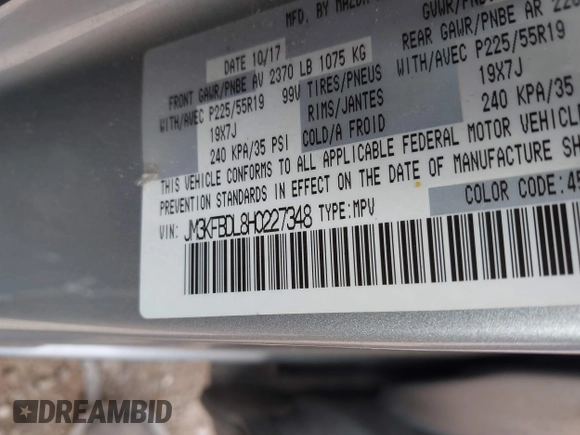 MFD. BY MAZDA
DATE 10/17
FRONT GAWR/PNBE AV 2370 LB 1075 KG
WITH/AVEC P225/55R19 99V TIRES/PNEUS
19X7J RIMS/JANTES
240 KPA/35 PSI COLD/A FROID
GVWR/PNB
REAR GAWR/PNBE AR
WITH/AVEC P225/55R19
19X7J
240 KPA/35
THIS VEHICLE CONFORMS TO ALL APPLICABLE FEDERAL MOTOR VEHICLE
PREVENTION STANDARDS IN EFFECT ON THE DATE OF MANUFACTURE SH
VIN: JM3KFBDL8H0227348 TYPE:MPV
COLOR CODE:45
DREAMBID